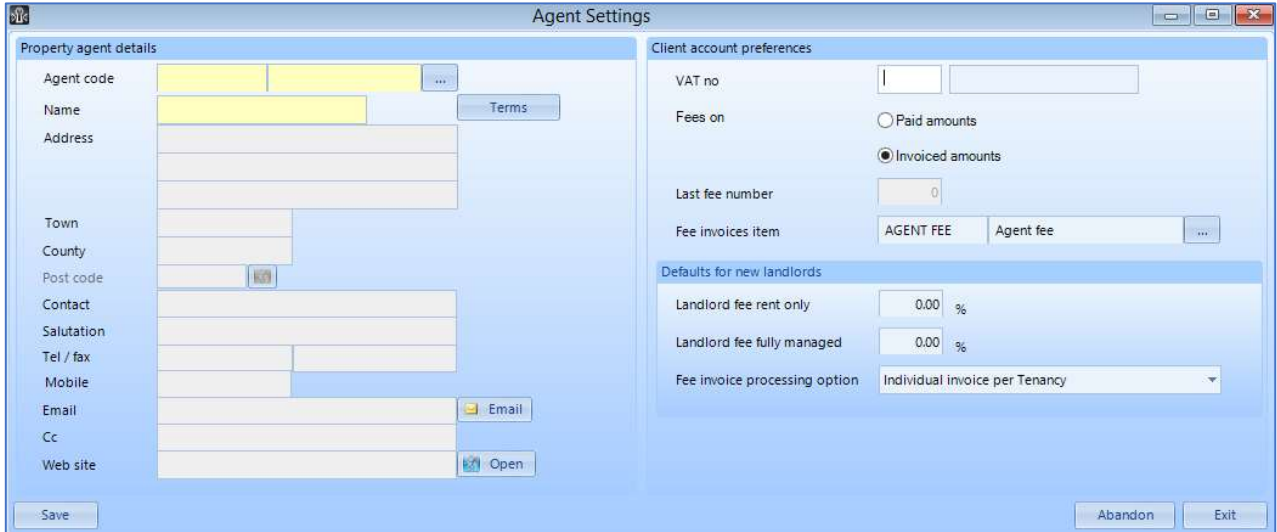 Agent Settings
Property agent details
Agent code ...
Name Terms
Address
Town
County
Post code
Contact
Salutation
Tel / fax
Mobile
Email Email
Cc
Web site Open
Save
Client account preferences
VAT no
Fees on Paid amounts
Invoiced amounts
Last fee number 0
Fee invoices item AGENT FEE Agent fee ...
Defaults for new landlords
Landlord fee rent only 0.00 %
Landlord fee fully managed 0.00 %
Fee invoice processing option Individual invoice per Tenancy
Abandon Exit